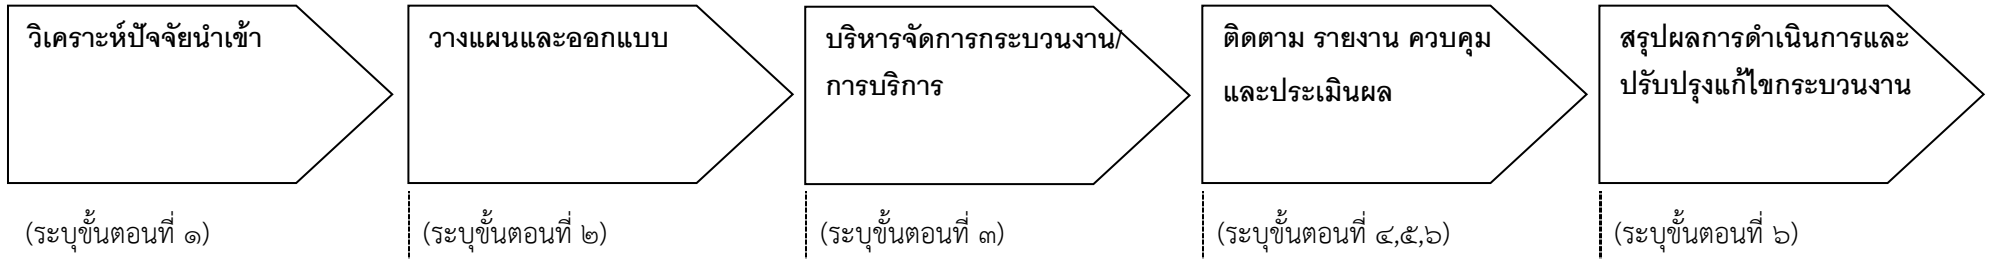 วิเคราะห์ปัจจัยนำเข้า
วางแผนและออกแบบ
บริหารจัดการกระบวนงาน/
การบริการ
ติดตาม รายงาน ควบคุม
และประเมินผล
สรุปผลการดำเนินการและ
ปรับปรุงแก้ไขกระบวนงาน
(ระบุขั้นตอนที่ ๑)
(ระบุขั้นตอนที่ ๒)
(ระบุขั้นตอนที่ ๓)
(ระบุขั้นตอนที่ ๔,๕,๖)
(ระบุขั้นตอนที่ ๖)